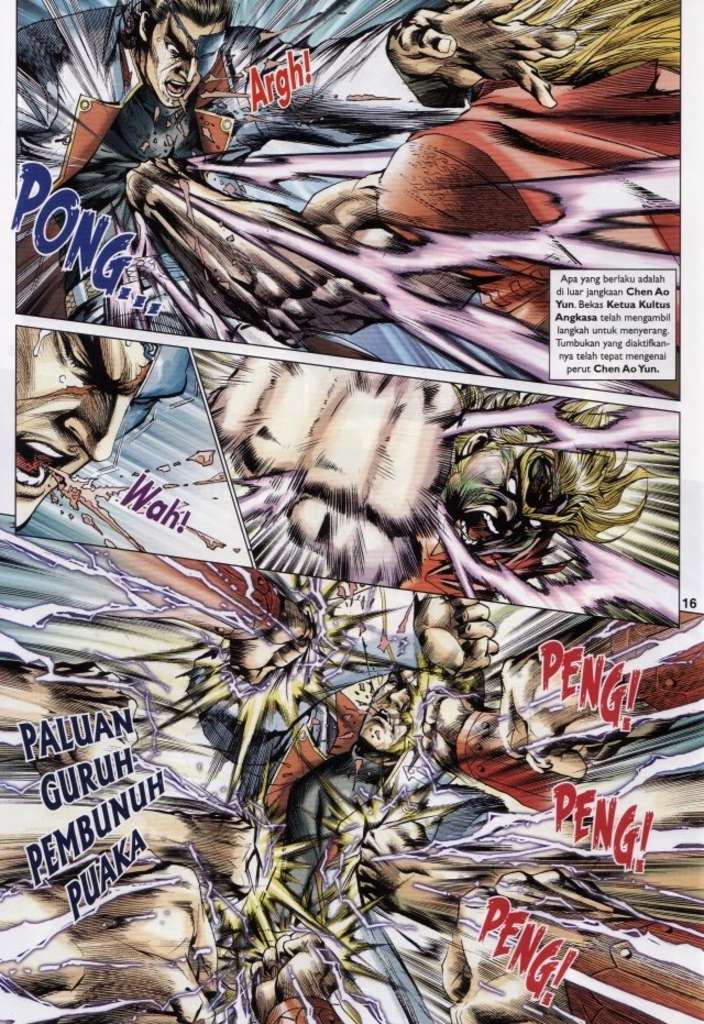 Argh!
PONG...
Apa yang berlaku adalah
di luar jangkaan Chen Ao
Yun. Bekas Ketua Kultus
Angkasa telah mengambil
langkah untuk menyerang.
Tumbukan yang diaktifkan-
nya telah tepat mengenai
perut Chen Ao Yun.
Wah!
16
PENG!
PALUAN
GURUH
PEMBUNUH
PUAKA
PENG!
PENG!